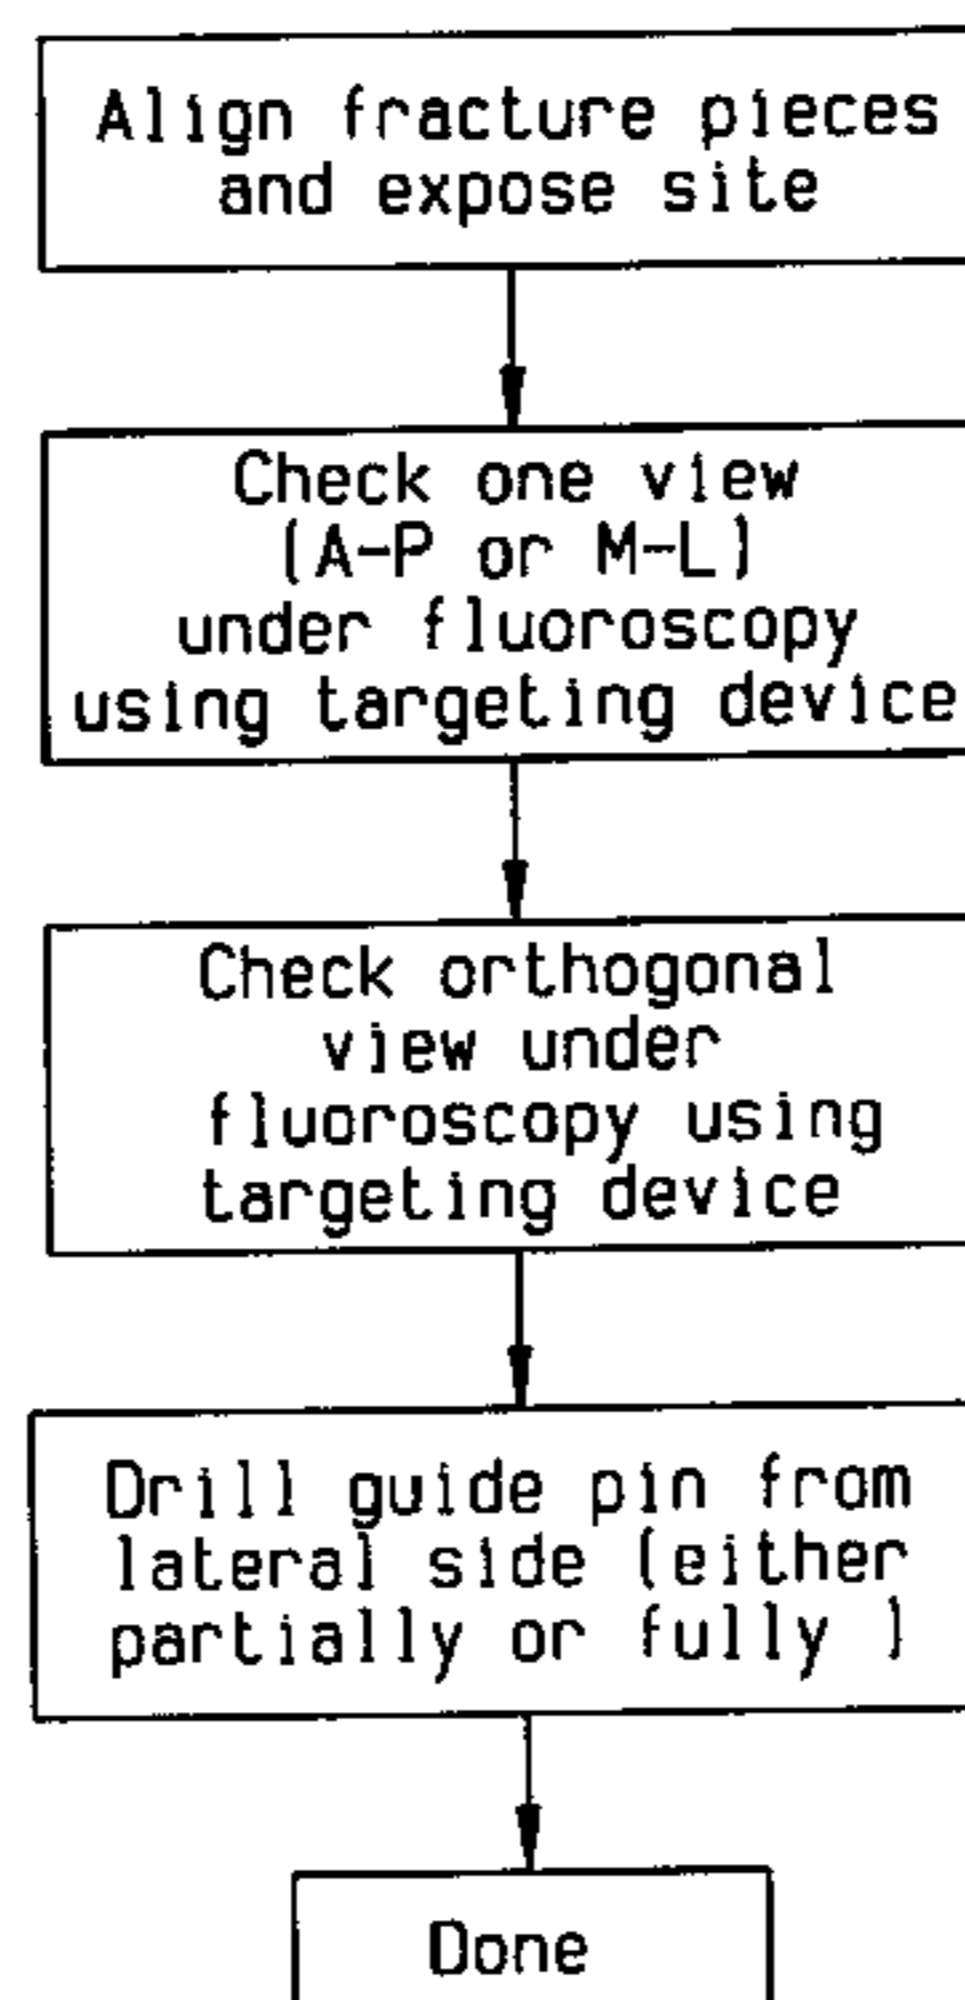 Align fracture pieces
and expose site
Check one view
(A-P or M-L)
under fluoroscopy
using targeting device
Check orthogonal
view under
fluoroscopy using
targeting device
Drill guide pin from
lateral side (either
partially or fully )
Done